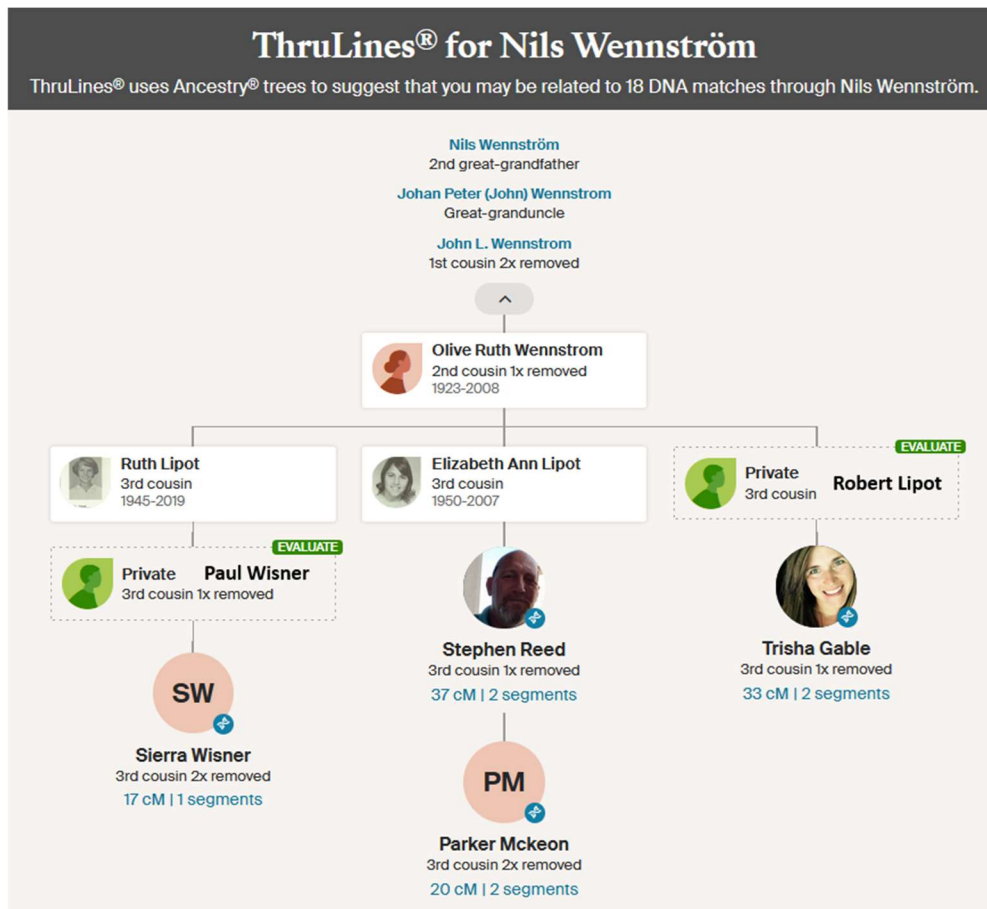 ThruLines® for Nils Wennström
ThruLines® uses Ancestry® trees to suggest that you may be related to 18 DNA matches through Nils Wennström.
Nils Wennström
2nd great-grandfather
Johan Peter (John) Wennstrom
Great-granduncle
John L. Wennstrom
1st cousin 2x removed
Olive Ruth Wennstrom
2nd cousin 1x removed
1923-2008
Ruth Lipot
3rd cousin
1945-2019
Elizabeth Ann Lipot
3rd cousin
1950-2007
EVALUATE
Private Robert Lipot
3rd cousin
EVALUATE
Private Paul Wisner
3rd cousin 1x removed
Stephen Reed
3rd cousin 1x removed
37 cM | 2 segments
Trisha Gable
3rd cousin 1x removed
33 cM | 2 segments
SW
Sierra Wisner
3rd cousin 2x removed
17 cM | 1 segments
PM
Parker Mckeon
3rd cousin 2x removed
20 cM | 2 segments